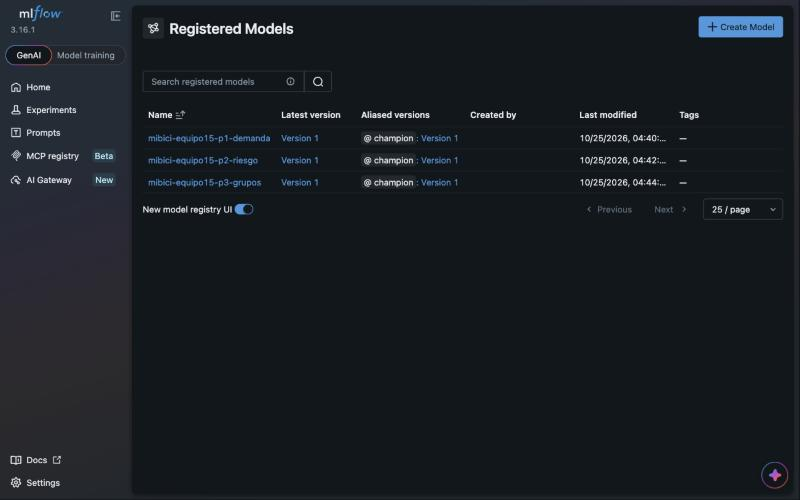 mlflow
3.16.1
GenAI Model training
Home
Experiments
Prompts
MCP registry Beta
AI Gateway New
Docs
Settings
Registered Models
Create Model
Search registered models
Name Latest version Aliased versions Created by Last modified Tags
mibici-equipo15-p1-demanda Version 1 @ champion : Version 1 10/25/2026, 04:40:... —
mibici-equipo15-p2-riesgo Version 1 @ champion : Version 1 10/25/2026, 04:42:... —
mibici-equipo15-p3-grupos Version 1 @ champion : Version 1 10/25/2026, 04:44:... —
New model registry UI Previous Next 25 / page